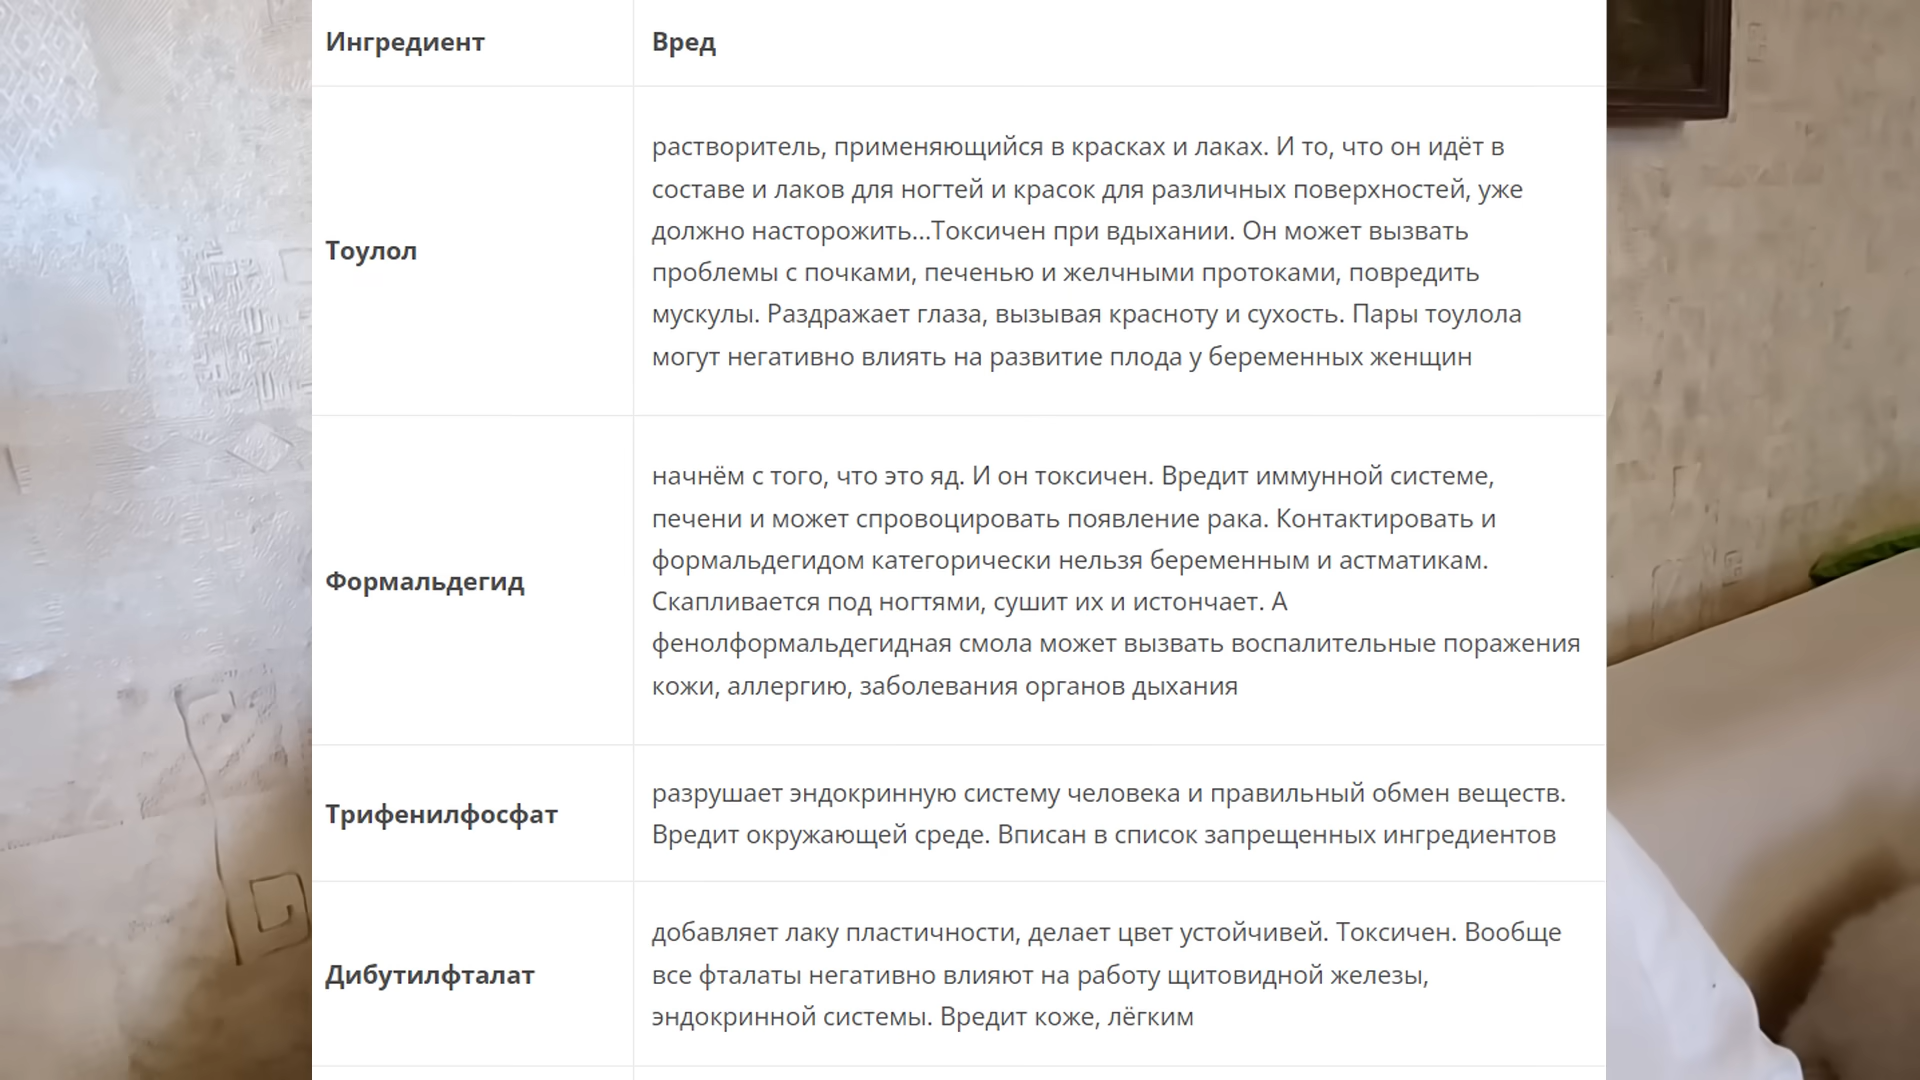 Ингредиент
Вред
Тоулол
растворитель, применяющийся в красках и лаках. И то, что он идёт в
составе и лаков для ногтей и красок для различных поверхностей, уже
должно насторожить...Токсичен при вдыхании. Он может вызвать
проблемы с почками, печенью и желчными протоками, повредить
мускулы. Раздражает глаза, вызывая красноту и сухость. Пары тоулола
могут негативно влиять на развитие плода у беременных женщин
Формальдегид
начнём с того, что это яд. И он токсичен. Вредит иммунной системе,
печени и может спровоцировать появление рака. Контактировать и
формальдегидом категорически нельзя беременным и астматикам.
Скапливается под ногтями, сушит их и истончает. А
фенолформальдегидная смола может вызвать воспалительные поражения
кожи, аллергию, заболевания органов дыхания
Трифенилфосфат
разрушает эндокринную систему человека и правильный обмен веществ.
Вредит окружающей среде. Вписан в список запрещенных ингредиентов
Дибутилфталат
добавляет лаку пластичности, делает цвет устойчивей. Токсичен. Вообще
все фталаты негативно влияют на работу щитовидной железы,
эндокринной системы. Вредит коже, лёгким